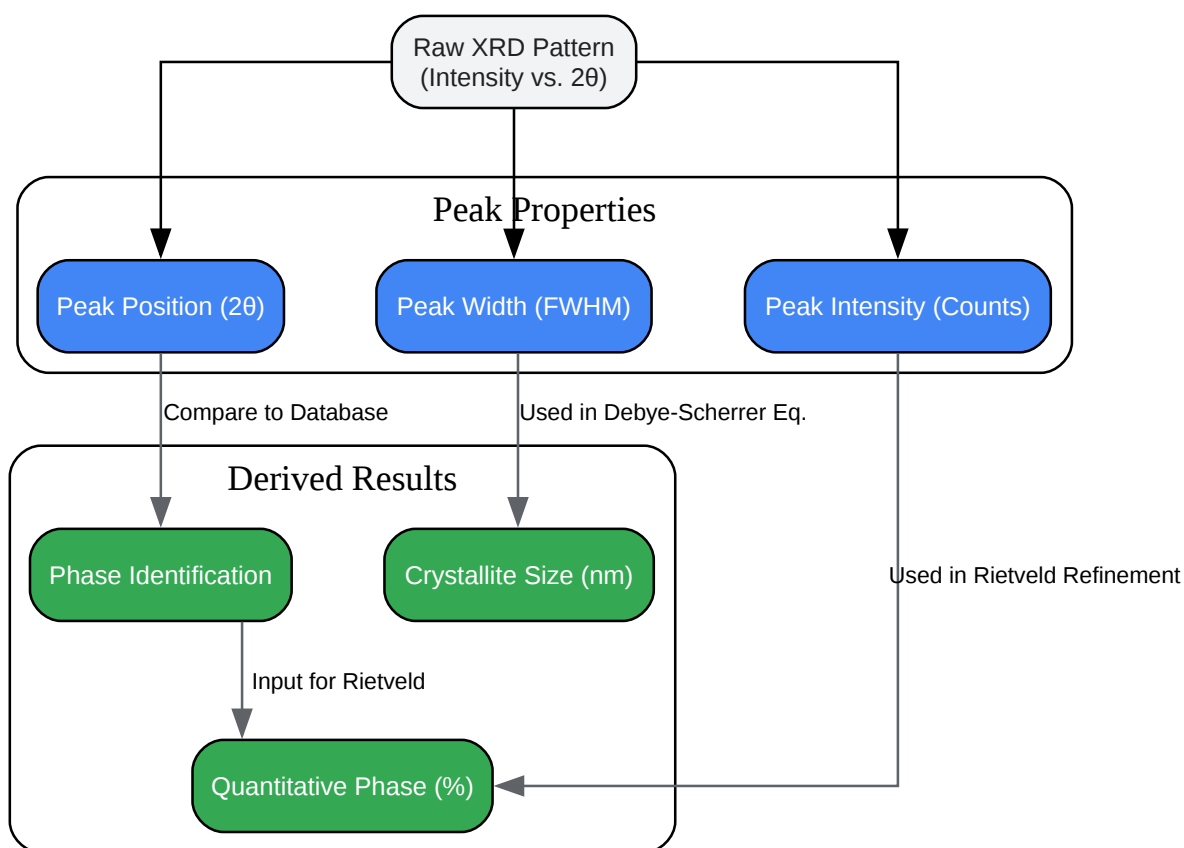 Raw XRD Pattern
(Intensity vs. 2θ)
Peak Properties
Peak Position (2θ)
Peak Width (FWHM)
Peak Intensity (Counts)
Compare to Database
Used in Debye-Scherrer Eq.
Derived Results
Phase Identification
Crystallite Size (nm)
Used in Rietveld Refinement
Input for Rietveld
Quantitative Phase (%)